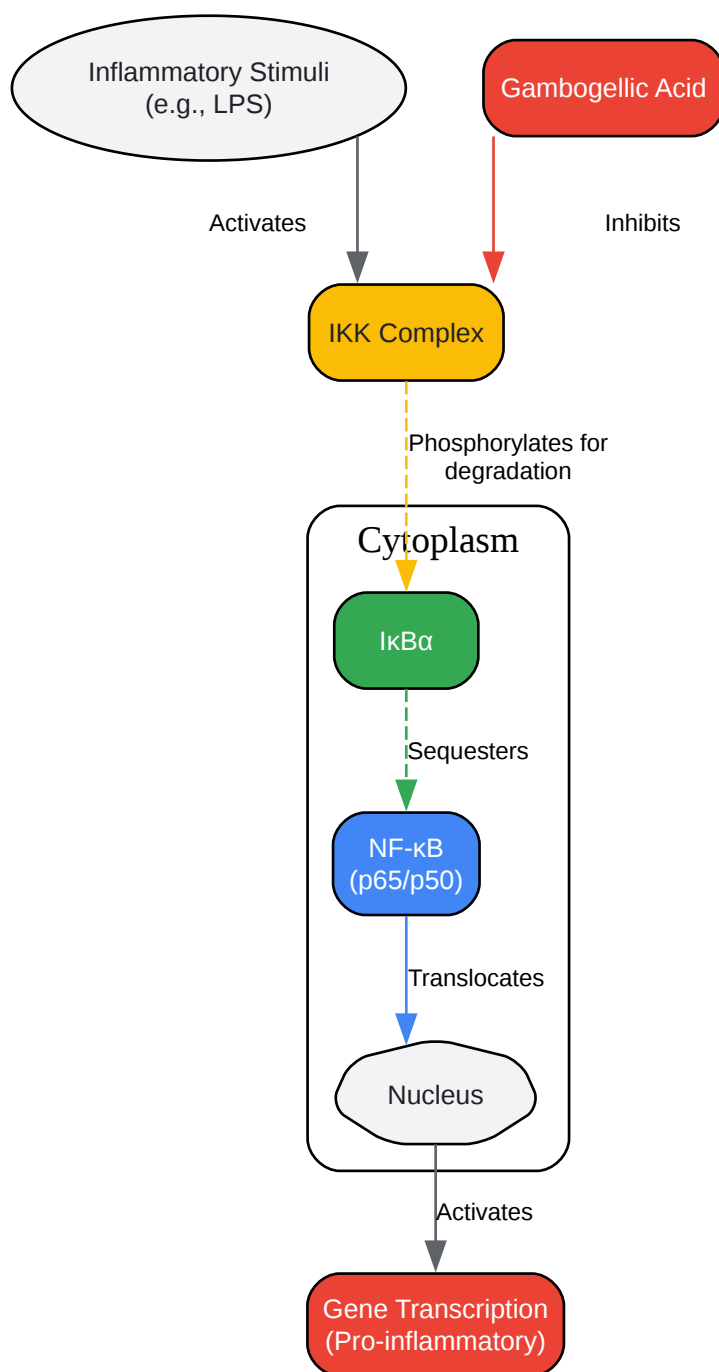 Inflammatory Stimuli
(e.g., LPS)
Gambogellic Acid
Activates
Inhibits
IKK Complex
Phosphorylates for
degradation
Cytoplasm
IκBα
Sequesters
NF-κB
(p65/p50)
Translocates
Nucleus
Activates
Gene Transcription
(Pro-inflammatory)